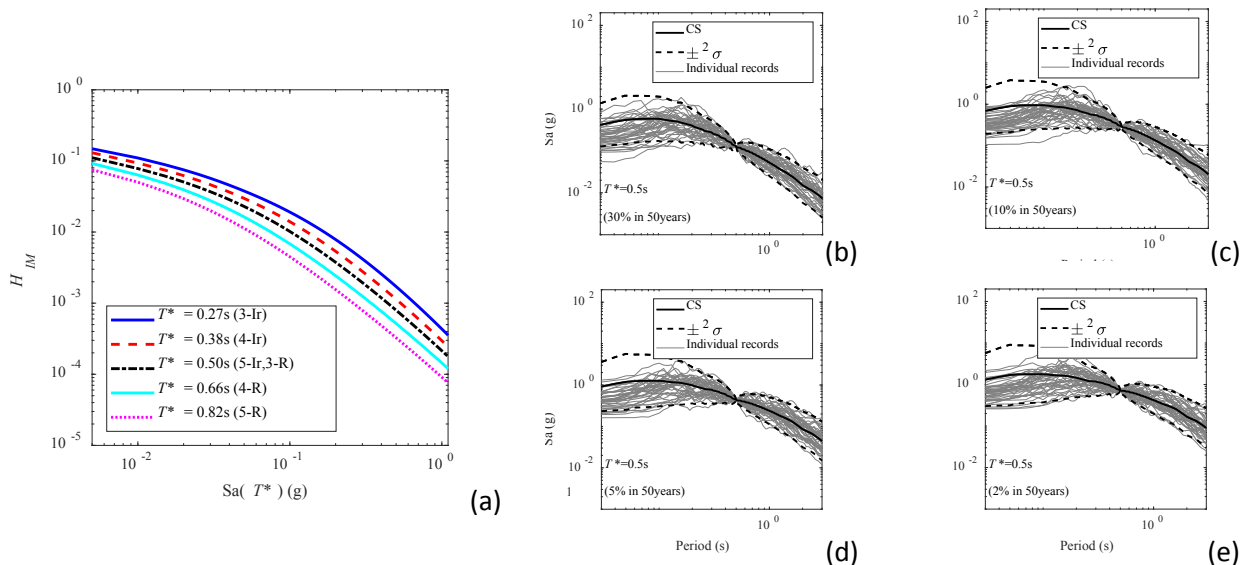 10 0
10 -1
10 -2
10 -3
10 -4
10 -5
H IM
T* = 0.27s (3-Ir)
T* = 0.38s (4-Ir)
T* = 0.50s (5-Ir,3-R)
T* = 0.66s (4-R)
T* = 0.82s (5-R)
10 -2
10 -1
10 0
Sa( T* ) (g)
(a)
10 2
10 0
10 -2
Sa (g)
CS
± 2 σ
Individual records
T*=0.5s
(30% in 50years)
10 0
(b)
10 2
10 0
10 -2
CS
± 2 σ
Individual records
T*=0.5s
(10% in 50years)
10 0
(c)
10 2
10 0
10 -2
Sa (g)
CS
± 2 σ
Individual records
T*=0.5s
(5% in 50years)
10 0
Period (s)
(d)
10 2
10 0
10 -2
CS
± 2 σ
Individual records
T*=0.5s
(2% in 50years)
10 0
Period (s)
(e)